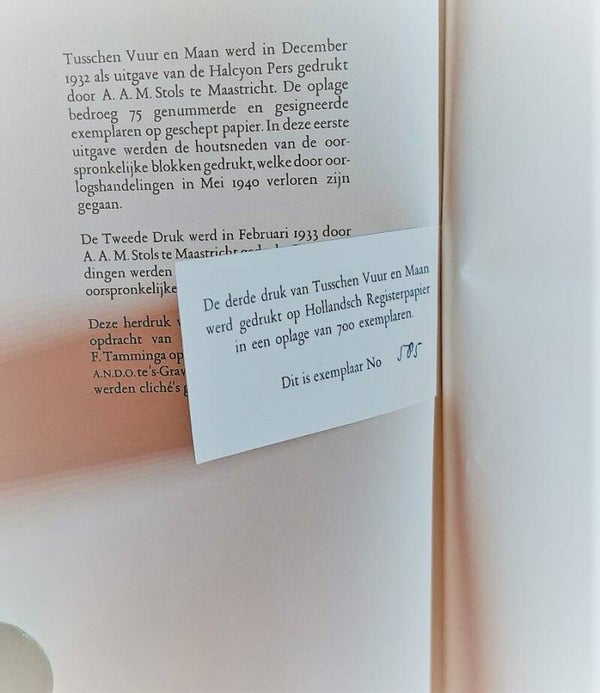 Tusschen Vuur en Maan werd in December
1932 als uitgave van de Halcyon Pers gedrukt
door A. A. M. Stols te Maastricht. De oplage
bedroeg 75 genummerde en gesigneerde
exemplaren op geschept papier. In deze eerste
uitgave werden de houtsneden van de oor-
spronkelijke blokken gedrukt, welke door oor-
logshandelingen in Mei 1940 verloren zijn
gegaan.
De Tweede Druk werd in Februari 1933 door
A. A. M. Stols te Maastricht
dingen werden
oorspronkelijke
Deze herdruk
opdracht van
F. Tamminga op
A.N.D.O. te 's-Grav
werden cliché's
De derde druk van Tusschen Vuur en Maan
werd gedrukt op Hollandsch Registerpapier
in een oplage van 700 exemplaren.
Dit is exemplaar No 585